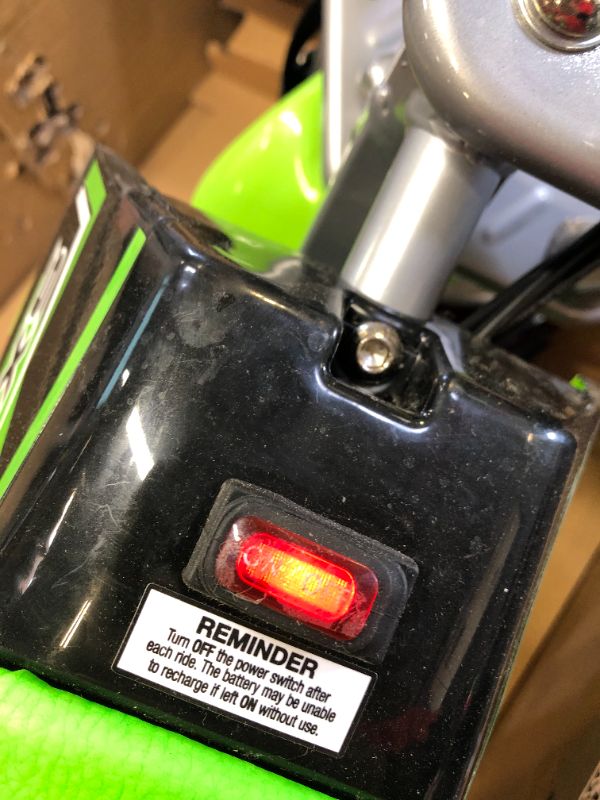 REMINDER
Turn OFF the power switch after
each ride. The battery may be unable
to recharge if left ON without use.